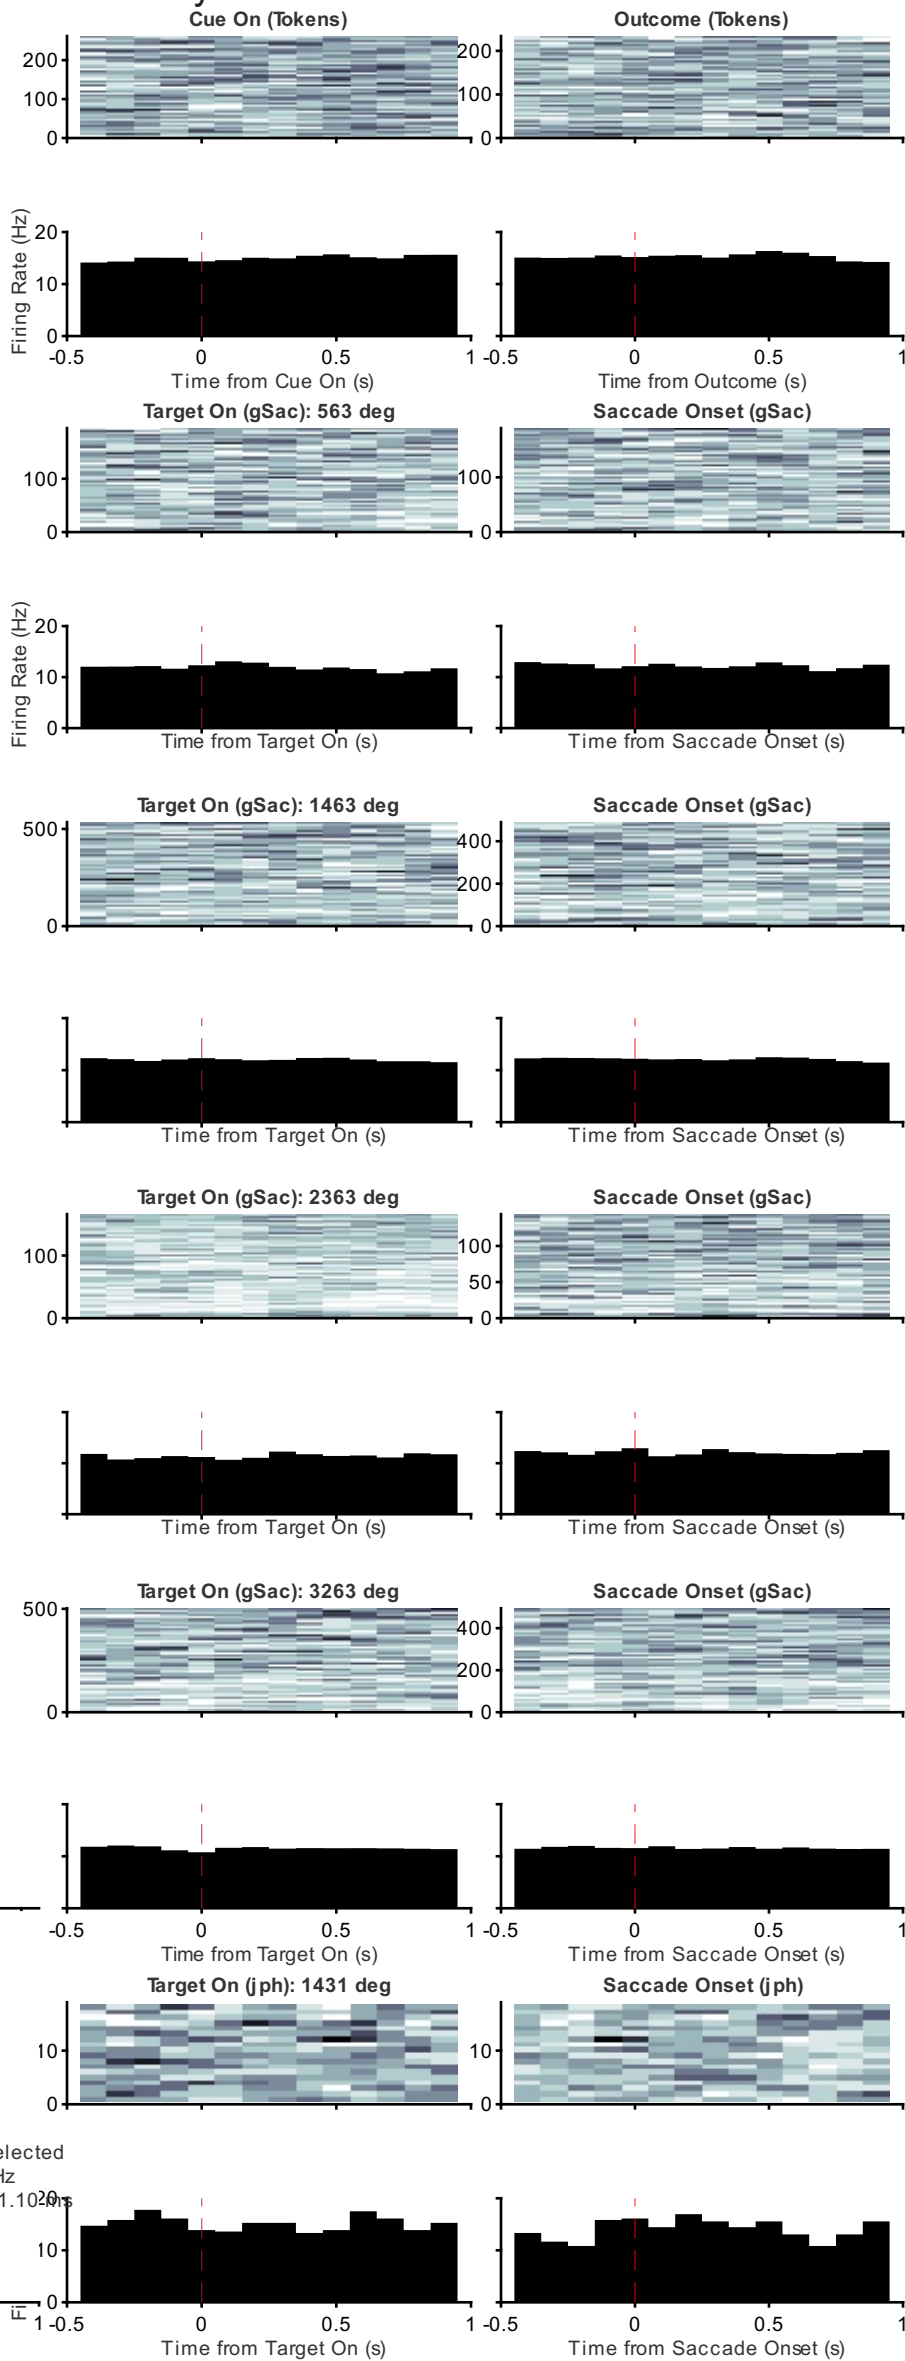 Cue On (Tokens) Outcome (Tokens)
200 200
100 100
0 0
Firing Rate (Hz)
20
10
0
-0.5 0 0.5 1 -0.5 0 0.5 1
Time from Cue On (s) Time from Outcome (s)
Target On (gSac): 563 deg Saccade Onset (gSac)
100 100
0 0
Firing Rate (Hz)
20
10
0
Time from Target On (s) Time from Saccade Onset (s)
Target On (gSac): 1463 deg Saccade Onset (gSac)
500 400
200
0 0
Time from Target On (s) Time from Saccade Onset (s)
Target On (gSac): 2363 deg Saccade Onset (gSac)
100 100
50
0 0
Time from Target On (s) Time from Saccade Onset (s)
Target On (gSac): 3263 deg Saccade Onset (gSac)
500 400
200
0 0
-0.5 0 0.5 1 -0.5 0 0.5 1
Time from Target On (s) Time from Saccade Onset (s)
Target On (jph): 1431 deg Saccade Onset (jph)
10 10
0 0
elected
Hz
1.10 ms
20
10
0
Fi
1 -0.5 0 0.5 1 -0.5 0 0.5 1
Time from Target On (s) Time from Saccade Onset (s)